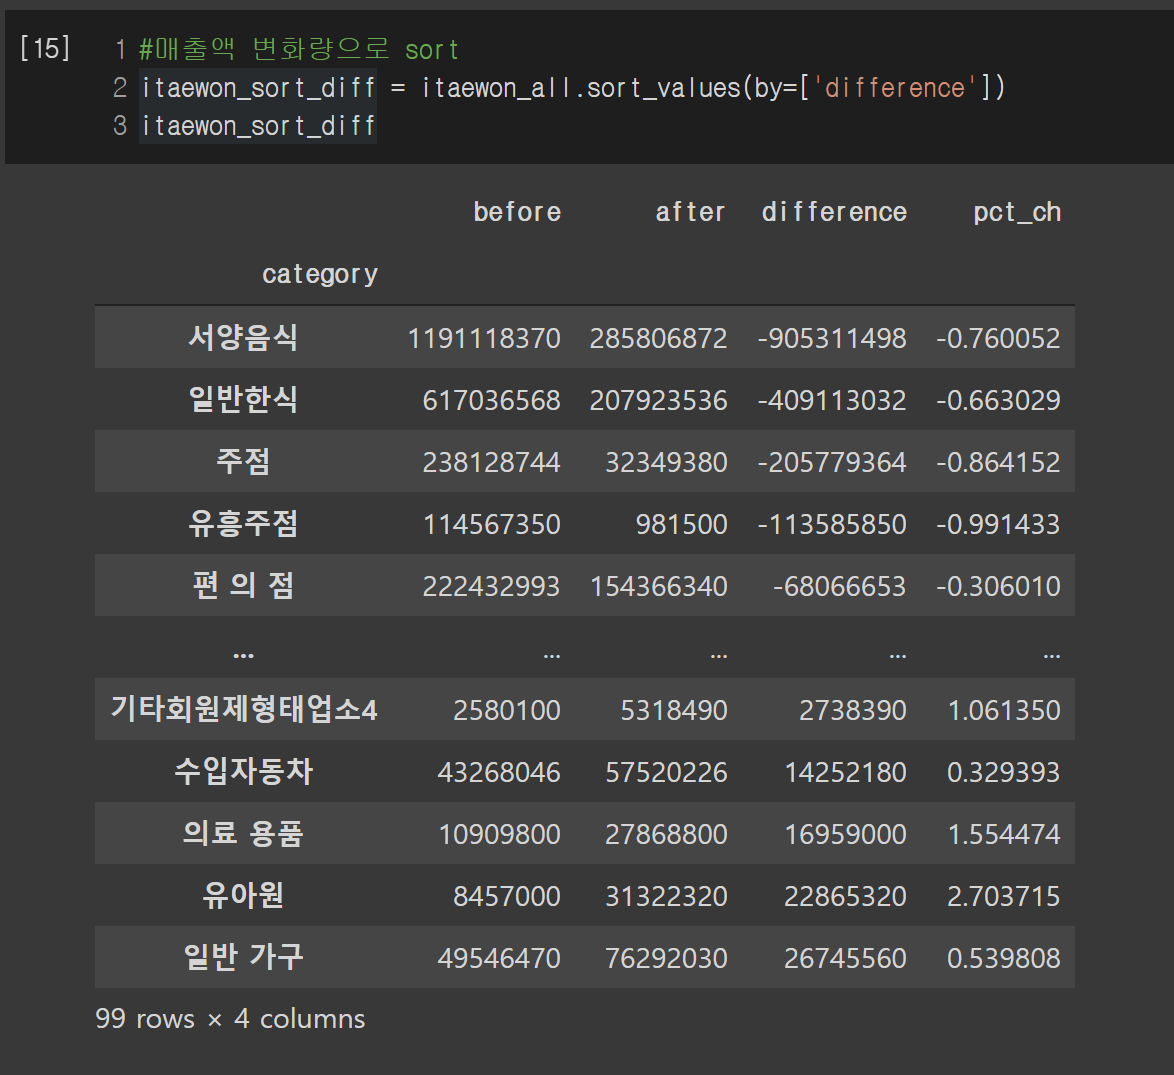 [15] 1 #매출액 변화량으로 sort
2 itaewon_sort_diff = itaewon_all.sort_values(by=['difference'])
3 itaewon_sort_diff
before after difference pct_ch
category
서양음식 1191118370 285806872 -905311498 -0.760052
일반한식 617036568 207923536 -409113032 -0.663029
주점 238128744 32349380 -205779364 -0.864152
유흥주점 114567350 981500 -113585850 -0.991433
편 의 점 222432993 154366340 -68066653 -0.306010
... ... ... ... ...
기타회원제형태업소4 2580100 5318490 2738390 1.061350
수입자동차 43268046 57520226 14252180 0.329393
의료 용품 10909800 27868800 16959000 1.554474
유아원 8457000 31322320 22865320 2.703715
일반 가구 49546470 76292030 26745560 0.539808
99 rows × 4 columns